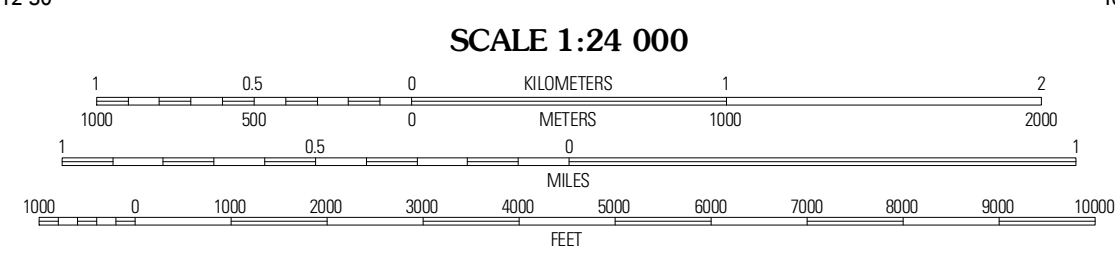 SCALE 1:24 000
1 0.5 0 KILOMETERS 1 2
1000 500 0 METERS 1000 2000
1 0.5 0 1
MILES
1000 0 1000 2000 3000 4000 5000 6000 7000 8000 9000 10000
FEET